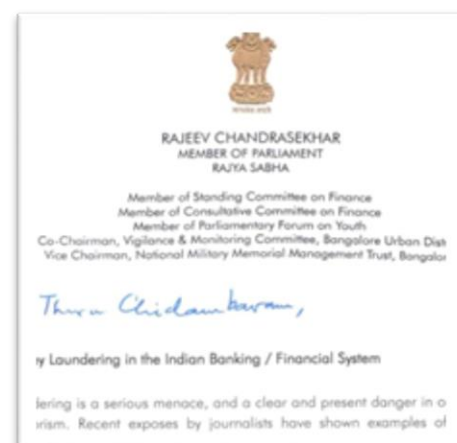 RAJEEV CHANDRASEKHAR
MEMBER OF PARLIAMENT
RAJYA SABHA
Member of Standing Committee on Finance
Member of Consultative Committee on Finance
Member of Parliamentary Forum on Youth
Co-Chairman, Vigilance & Monitoring Committee, Bangalore Urban Dist
Vice Chairman, National Military Memorial Management Trust, Bangalor
Thiru Chidambaram,
y Laundering in the Indian Banking / Financial System
dering is a serious menace, and a clear and present danger in o
rism. Recent exposes by journalists have shown examples of